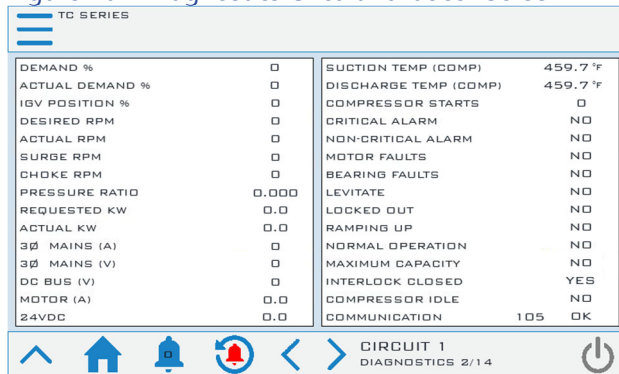 TC SERIES
DEMAND % 0
ACTUAL DEMAND % 0
IGV POSITION % 0
DESIRED RPM 0
ACTUAL RPM 0
SURGE RPM 0
CHOKE RPM 0
PRESSURE RATIO 0.000
REQUESTED KW 0.0
ACTUAL KW 0.0
3Ø MAINS (A) 0
3Ø MAINS (V) 0
DC BUS (V) 0
MOTOR (A) 0.0
24VDC 0.0
SUCTION TEMP (COMP) 459.7 °F
DISCHARGE TEMP (COMP) 459.7 °F
COMPRESSOR STARTS 0
CRITICAL ALARM NO
NON-CRITICAL ALARM NO
MOTOR FAULTS NO
BEARING FAULTS NO
LEVITATE NO
LOCKED OUT NO
RAMPING UP NO
NORMAL OPERATION NO
MAXIMUM CAPACITY NO
INTERLOCK CLOSED YES
COMPRESSOR IDLE NO
COMMUNICATION 105 OK
0
CIRCUIT 1
DIAGNOSTICS 2/14